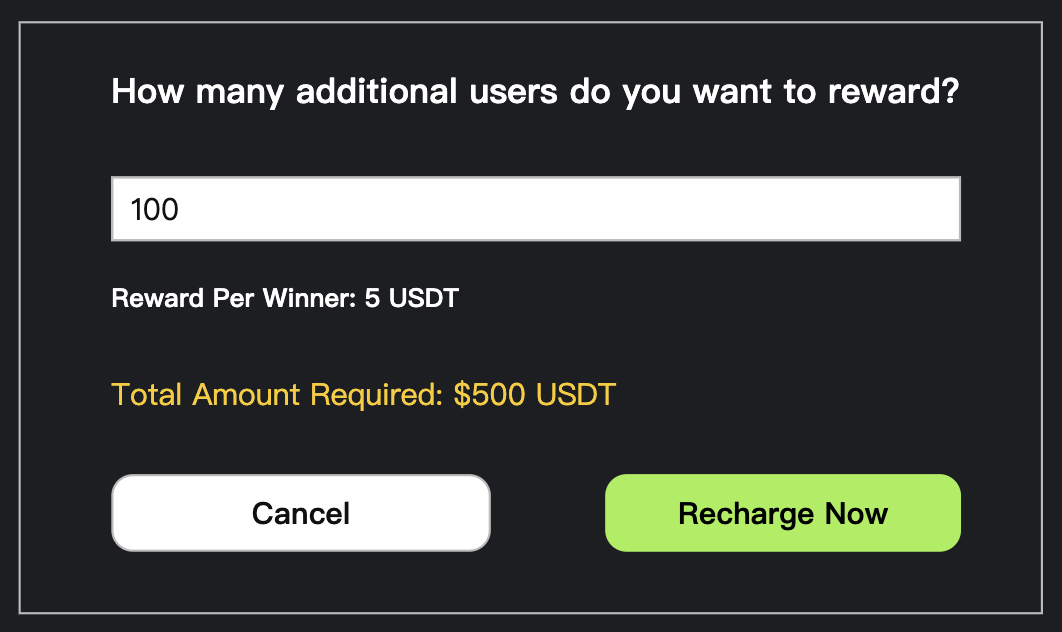 How many additional users do you want to reward?
100
Reward Per Winner: 5 USDT
Total Amount Required: $500 USDT
Cancel
Recharge Now